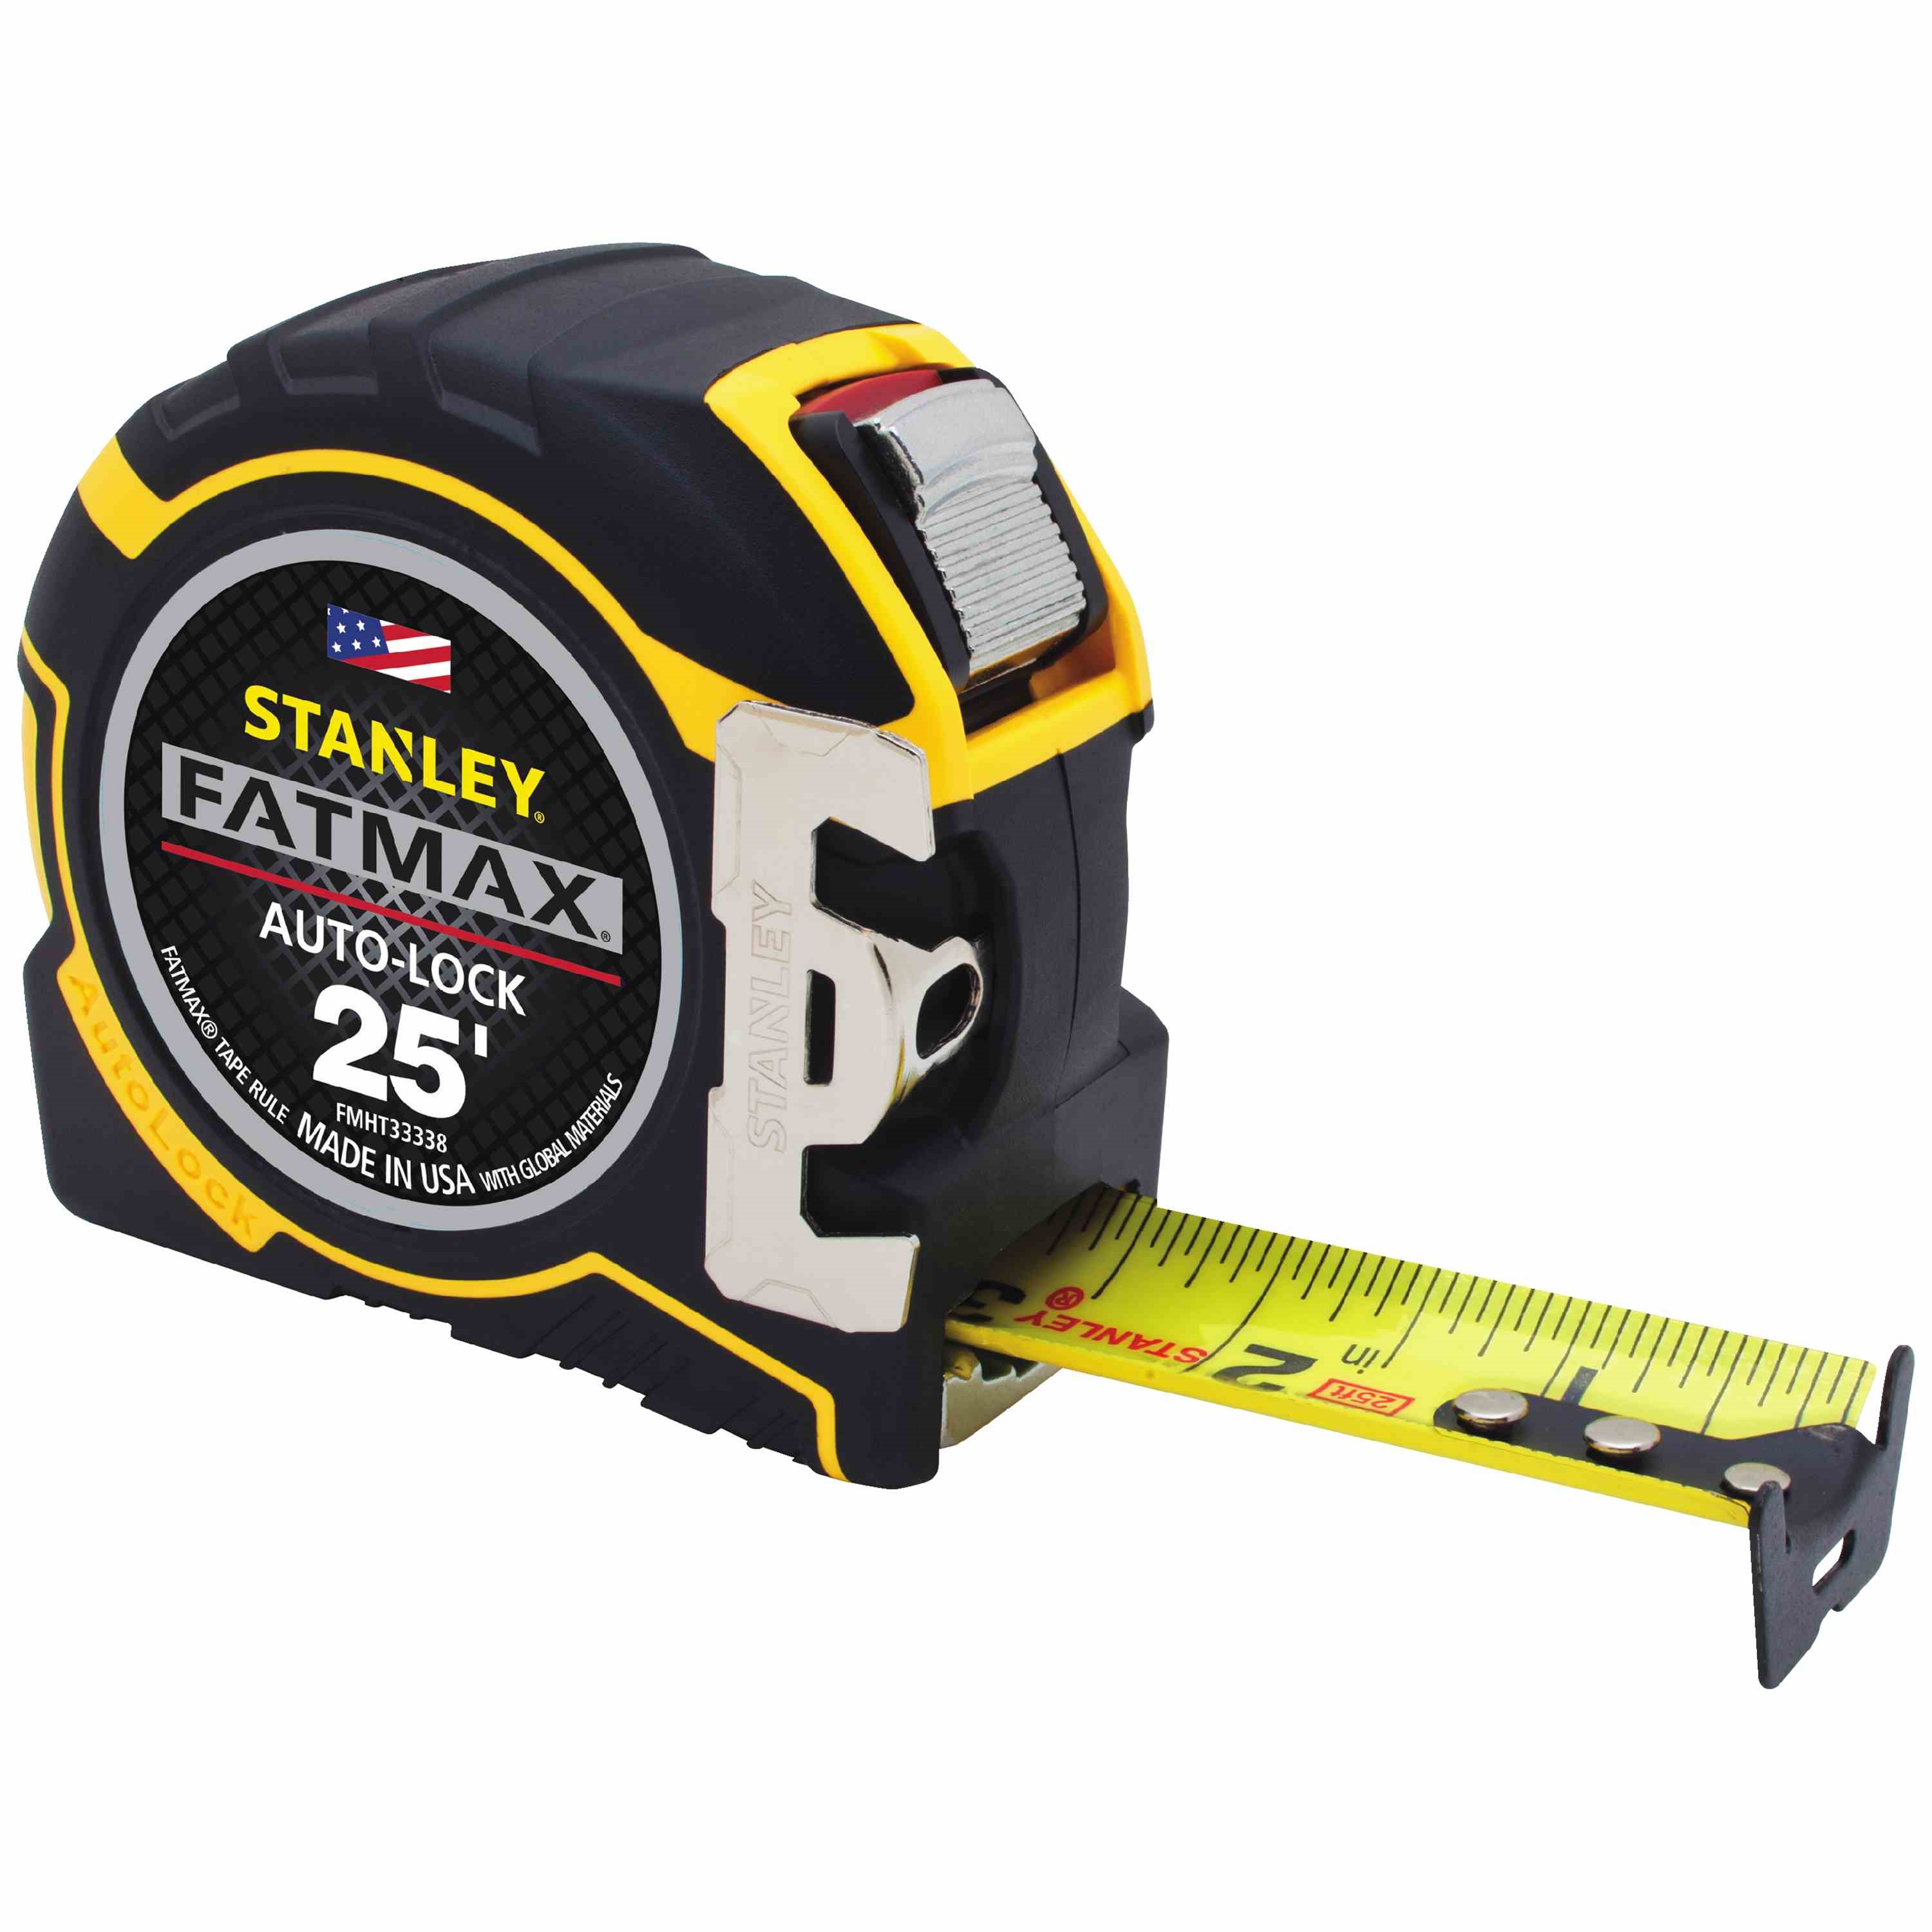 STANLEY®
FATMAX®
AUTO-LOCK
25'
FMHT33338
FATMAX® TAPE RULE MADE IN USA WITH GLOBAL MATERIALS
AutoLock
STANLEY
3
STANLEY®
2
in
25ft
1